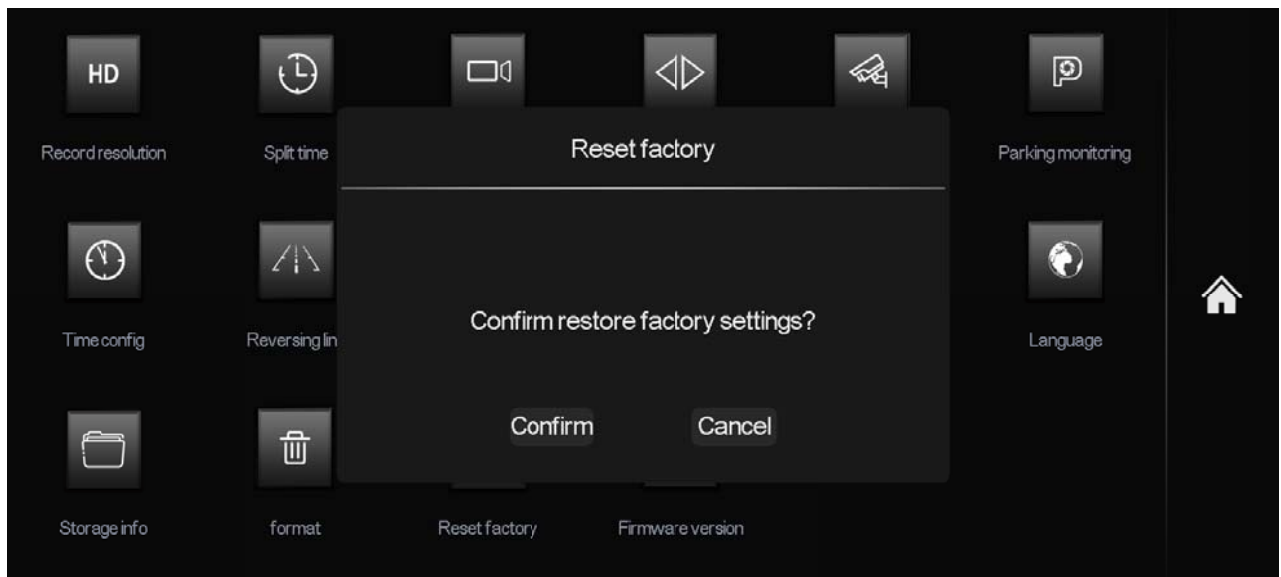 HD
Record resolution
Split time
Parking monitoring
Reset factory
Confirm restore factory settings?
Confirm
Cancel
Time config
Reversing lin
Language
Storage info
format
Reset factory
Firmware version